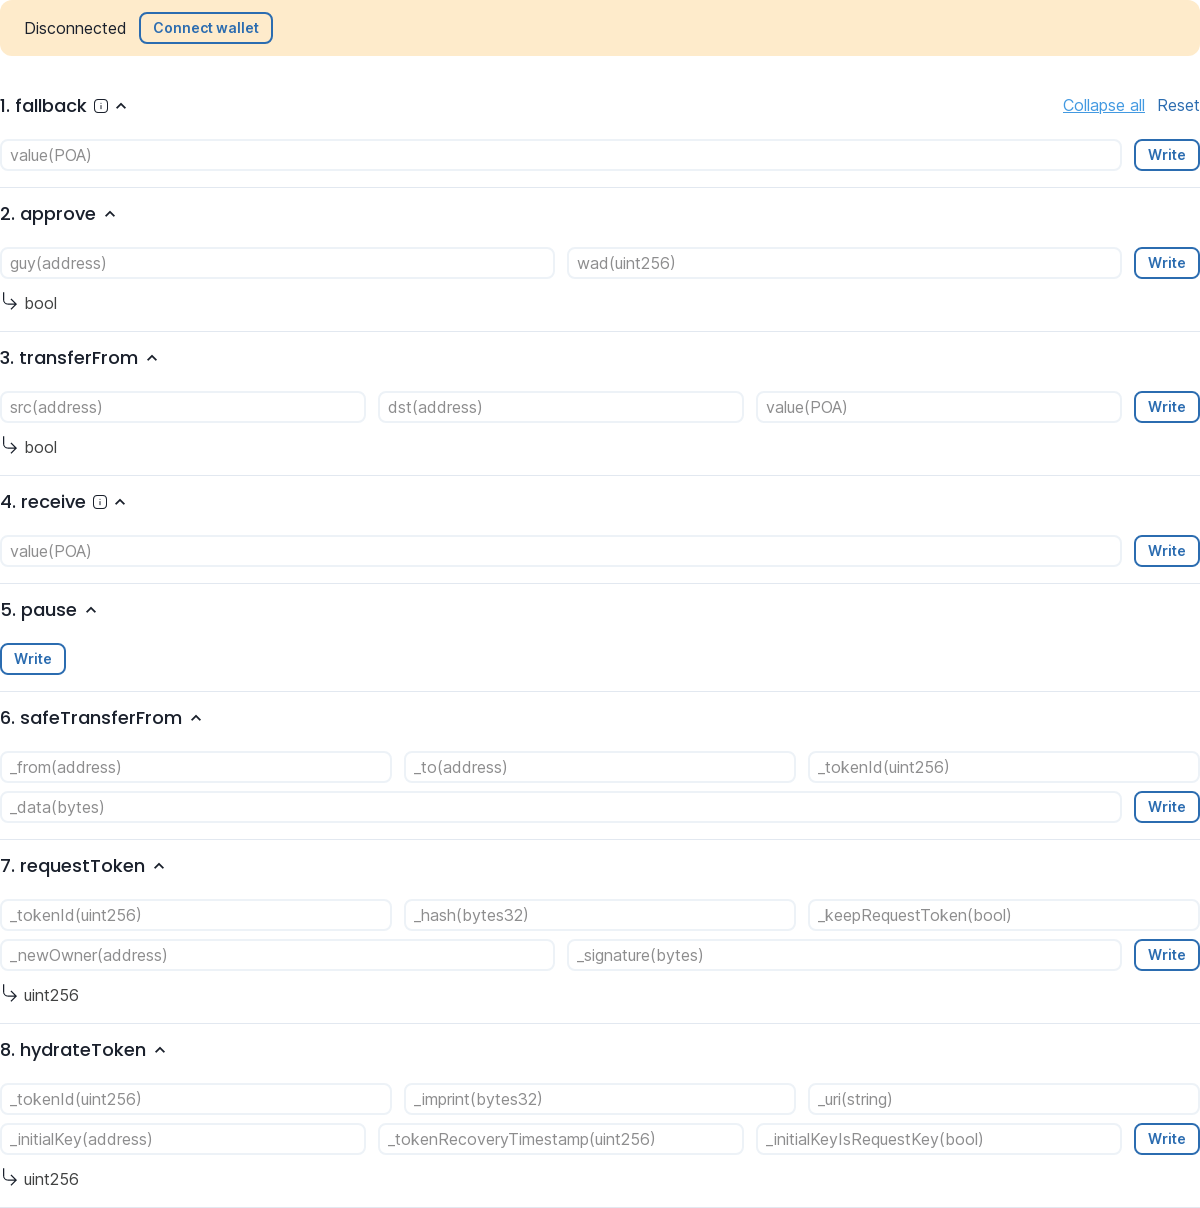 Disconnected Connect wallet
1. fallback Collapse all Reset
value(POA) Write
2. approve
guy(address) wad(uint256) Write
bool
3. transferFrom
src(address) dst(address) value(POA) Write
bool
4. receive
value(POA) Write
5. pause
Write
6. safeTransferFrom
_from(address) _to(address) _tokenId(uint256)
_data(bytes) Write
7. requestToken
_tokenId(uint256) _hash(bytes32) _keepRequestToken(bool)
_newOwner(address) _signature(bytes) Write
uint256
8. hydrateToken
_tokenId(uint256) _imprint(bytes32) _uri(string)
_initialKey(address) _tokenRecoveryTimestamp(uint256) _initialKeyIsRequestKey(bool) Write
uint256